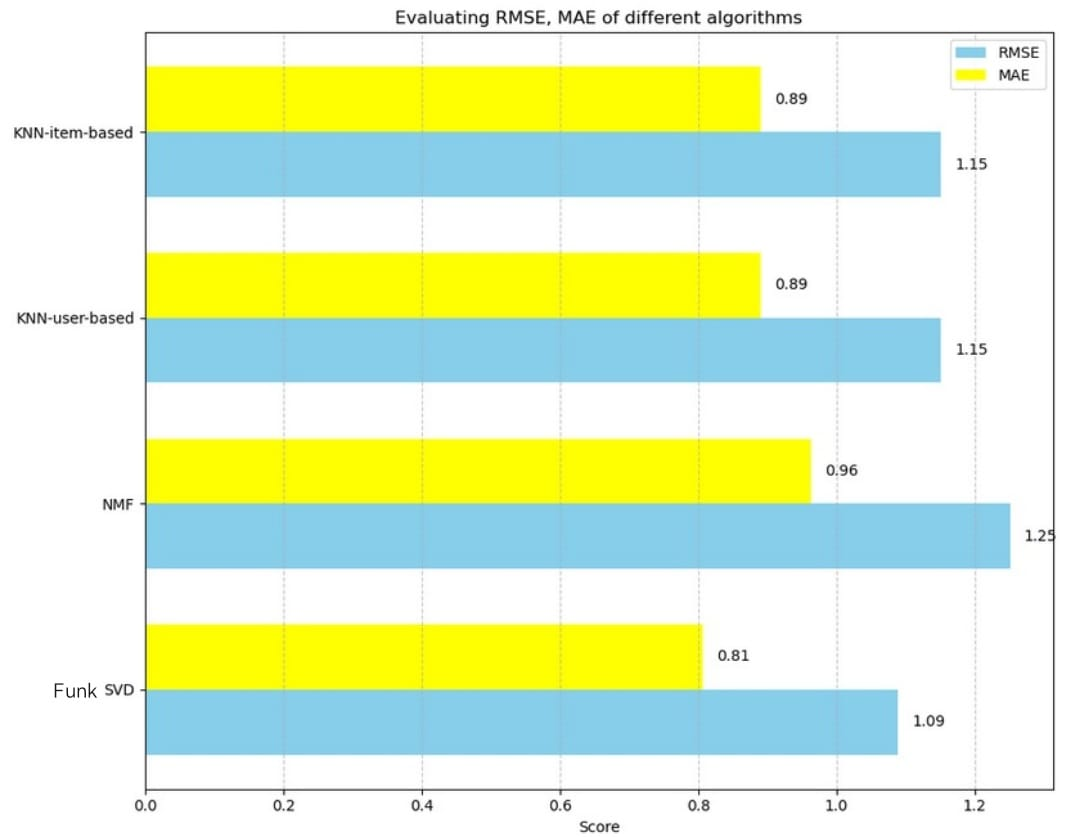 Evaluating RMSE, MAE of different algorithms
RMSE
MAE
KNN-item-based
0.89
1.15
KNN-user-based
0.89
1.15
NMF
0.96
1.25
Funk SVD
0.81
1.09
0.0 0.2 0.4 0.6 0.8 1.0 1.2
Score